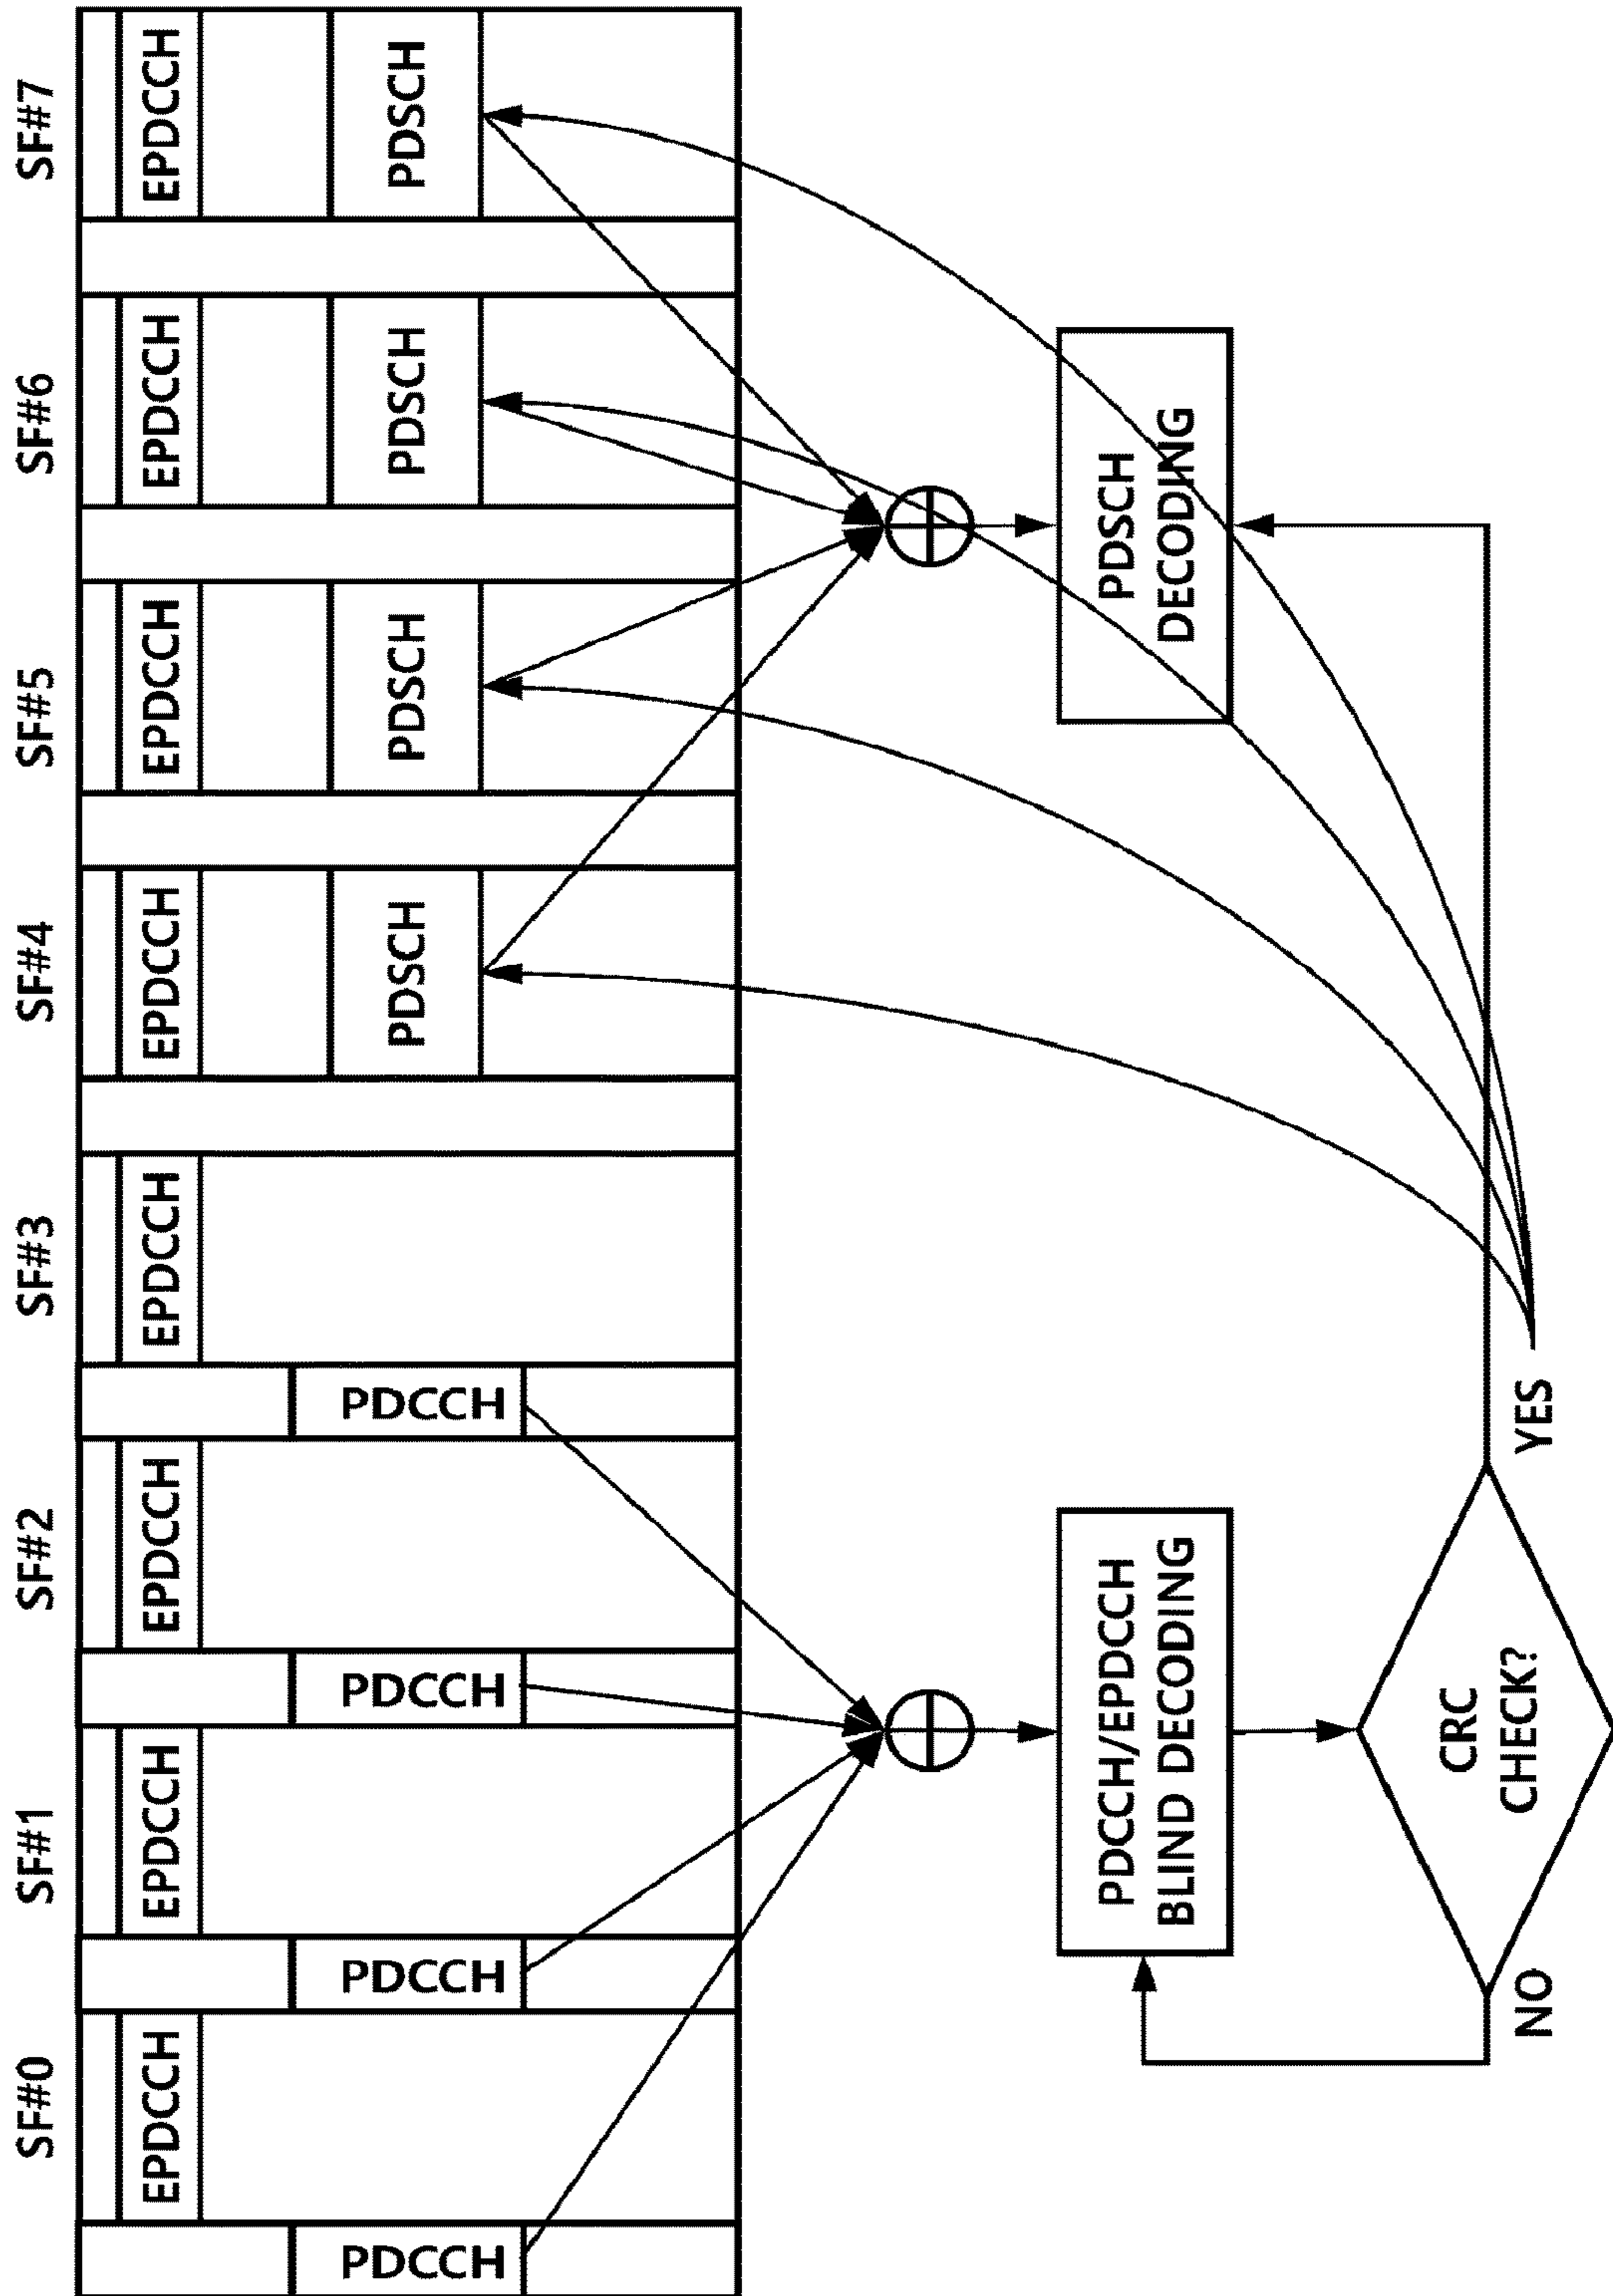 SF#0
SF#1
SF#2
SF#3
SF#4
SF#5
SF#6
SF#7
EPDCCH
EPDCCH
EPDCCH
EPDCCH
EPDCCH
EPDCCH
EPDCCH
EPDCCH
PDCCH
PDCCH
PDCCH
PDCCH
PDSCH
PDSCH
PDSCH
PDSCH
PDCCH/EPDCCH
BLIND DECODING
PDSCH
DECODING
CRC
CHECK?
NO
YES